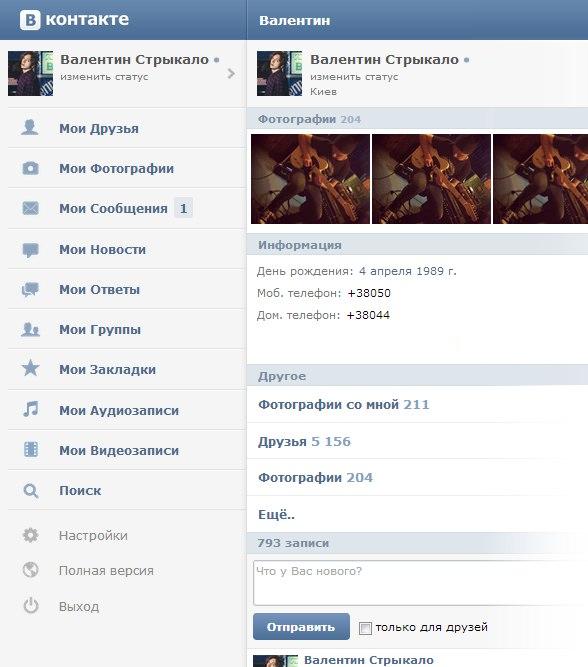 В контакте
Валентин Стрыкало
изменить статус
Мои Друзья
Мои Фотографии
Мои Сообщения 1
Мои Новости
Мои Ответы
Мои Группы
Мои Закладки
Мои Аудиозаписи
Мои Видеозаписи
Поиск
Настройки
Полная версия
Выход
Валентин
Валентин Стрыкало
изменить статус
Киев
Фотографии 204
Информация
День рождения: 4 апреля 1989 г.
Моб. телефон: +38050
Дом. телефон: +38044
Другое
Фотографии со мной 211
Друзья 5 156
Фотографии 204
Ещё..
793 записи
Что у Вас нового?
Отправить только для друзей
Валентин Стрыкало